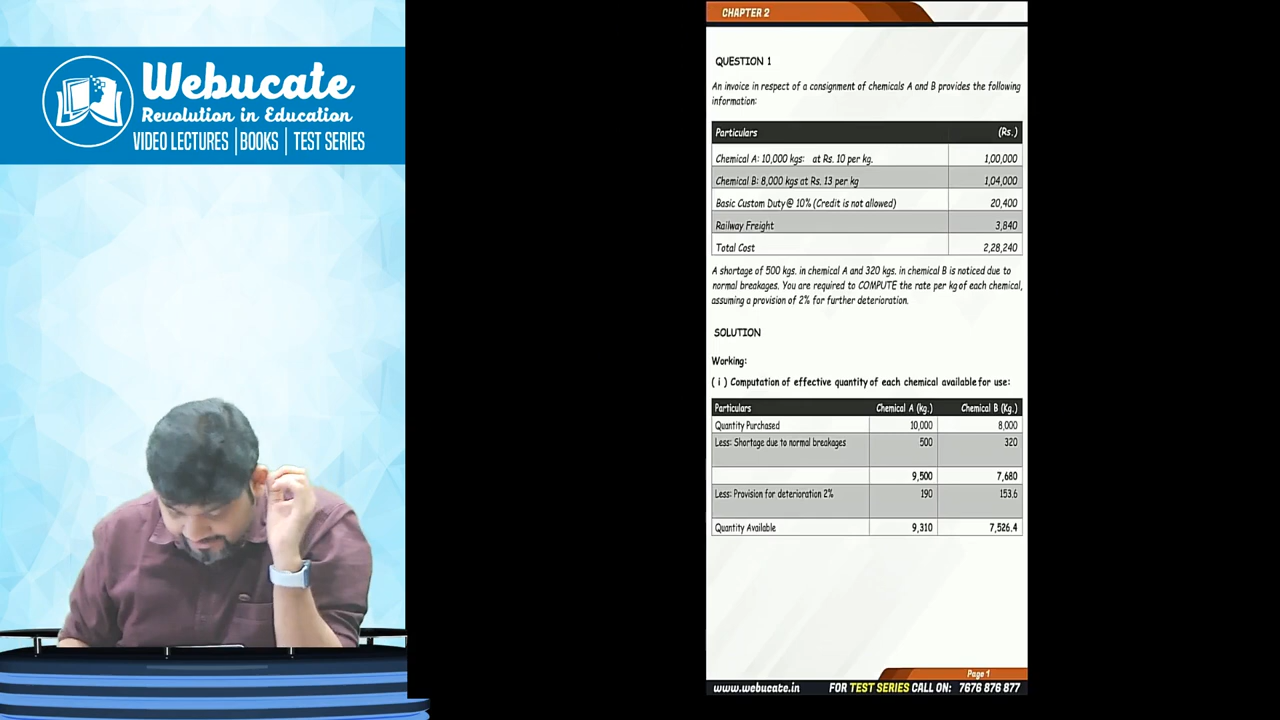 Webucate
Revolution in Education
VIDEO LECTURES | BOOKS | TEST SERIES
CHAPTER 2
QUESTION 1
An invoice in respect of a consignment of chemicals A and B provides the following
information:
Particulars (Rs.)
Chemical A: 10,000 kgs: at Rs. 10 per kg. 1,00,000
Chemical B: 8,000 kgs at Rs. 13 per kg 1,04,000
Basic Custom Duty @ 10% (Credit is not allowed) 20,400
Railway Freight 3,840
Total Cost 2,28,240
A shortage of 500 kgs. in chemical A and 320 kgs. in chemical B is noticed due to
normal breakages. You are required to COMPUTE the rate per kg of each chemical,
assuming a provision of 2% for further deterioration.
SOLUTION
Working:
( i ) Computation of effective quantity of each chemical available for use:
Particulars Chemical A (kg.) Chemical B (Kg.)
Quantity Purchased 10,000 8,000
Less: Shortage due to normal breakages 500 320
9,500 7,680
Less: Provision for deterioration 2% 190 153.6
Quantity Available 9,310 7,526.4
Page 1
www.webucate.in FOR TEST SERIES CALL ON: 7676 876 877